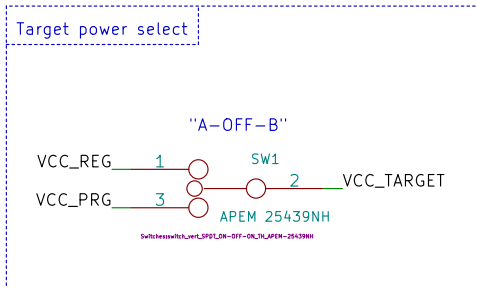 Target power select
"A-OFF-B"
VCC_REG 1
SW1
2 VCC_TARGET
VCC_PRG 3
APEM 25439NH
Switches:switch_vert_SPDT_ON-OFF-ON_TH_APEM-25439NH